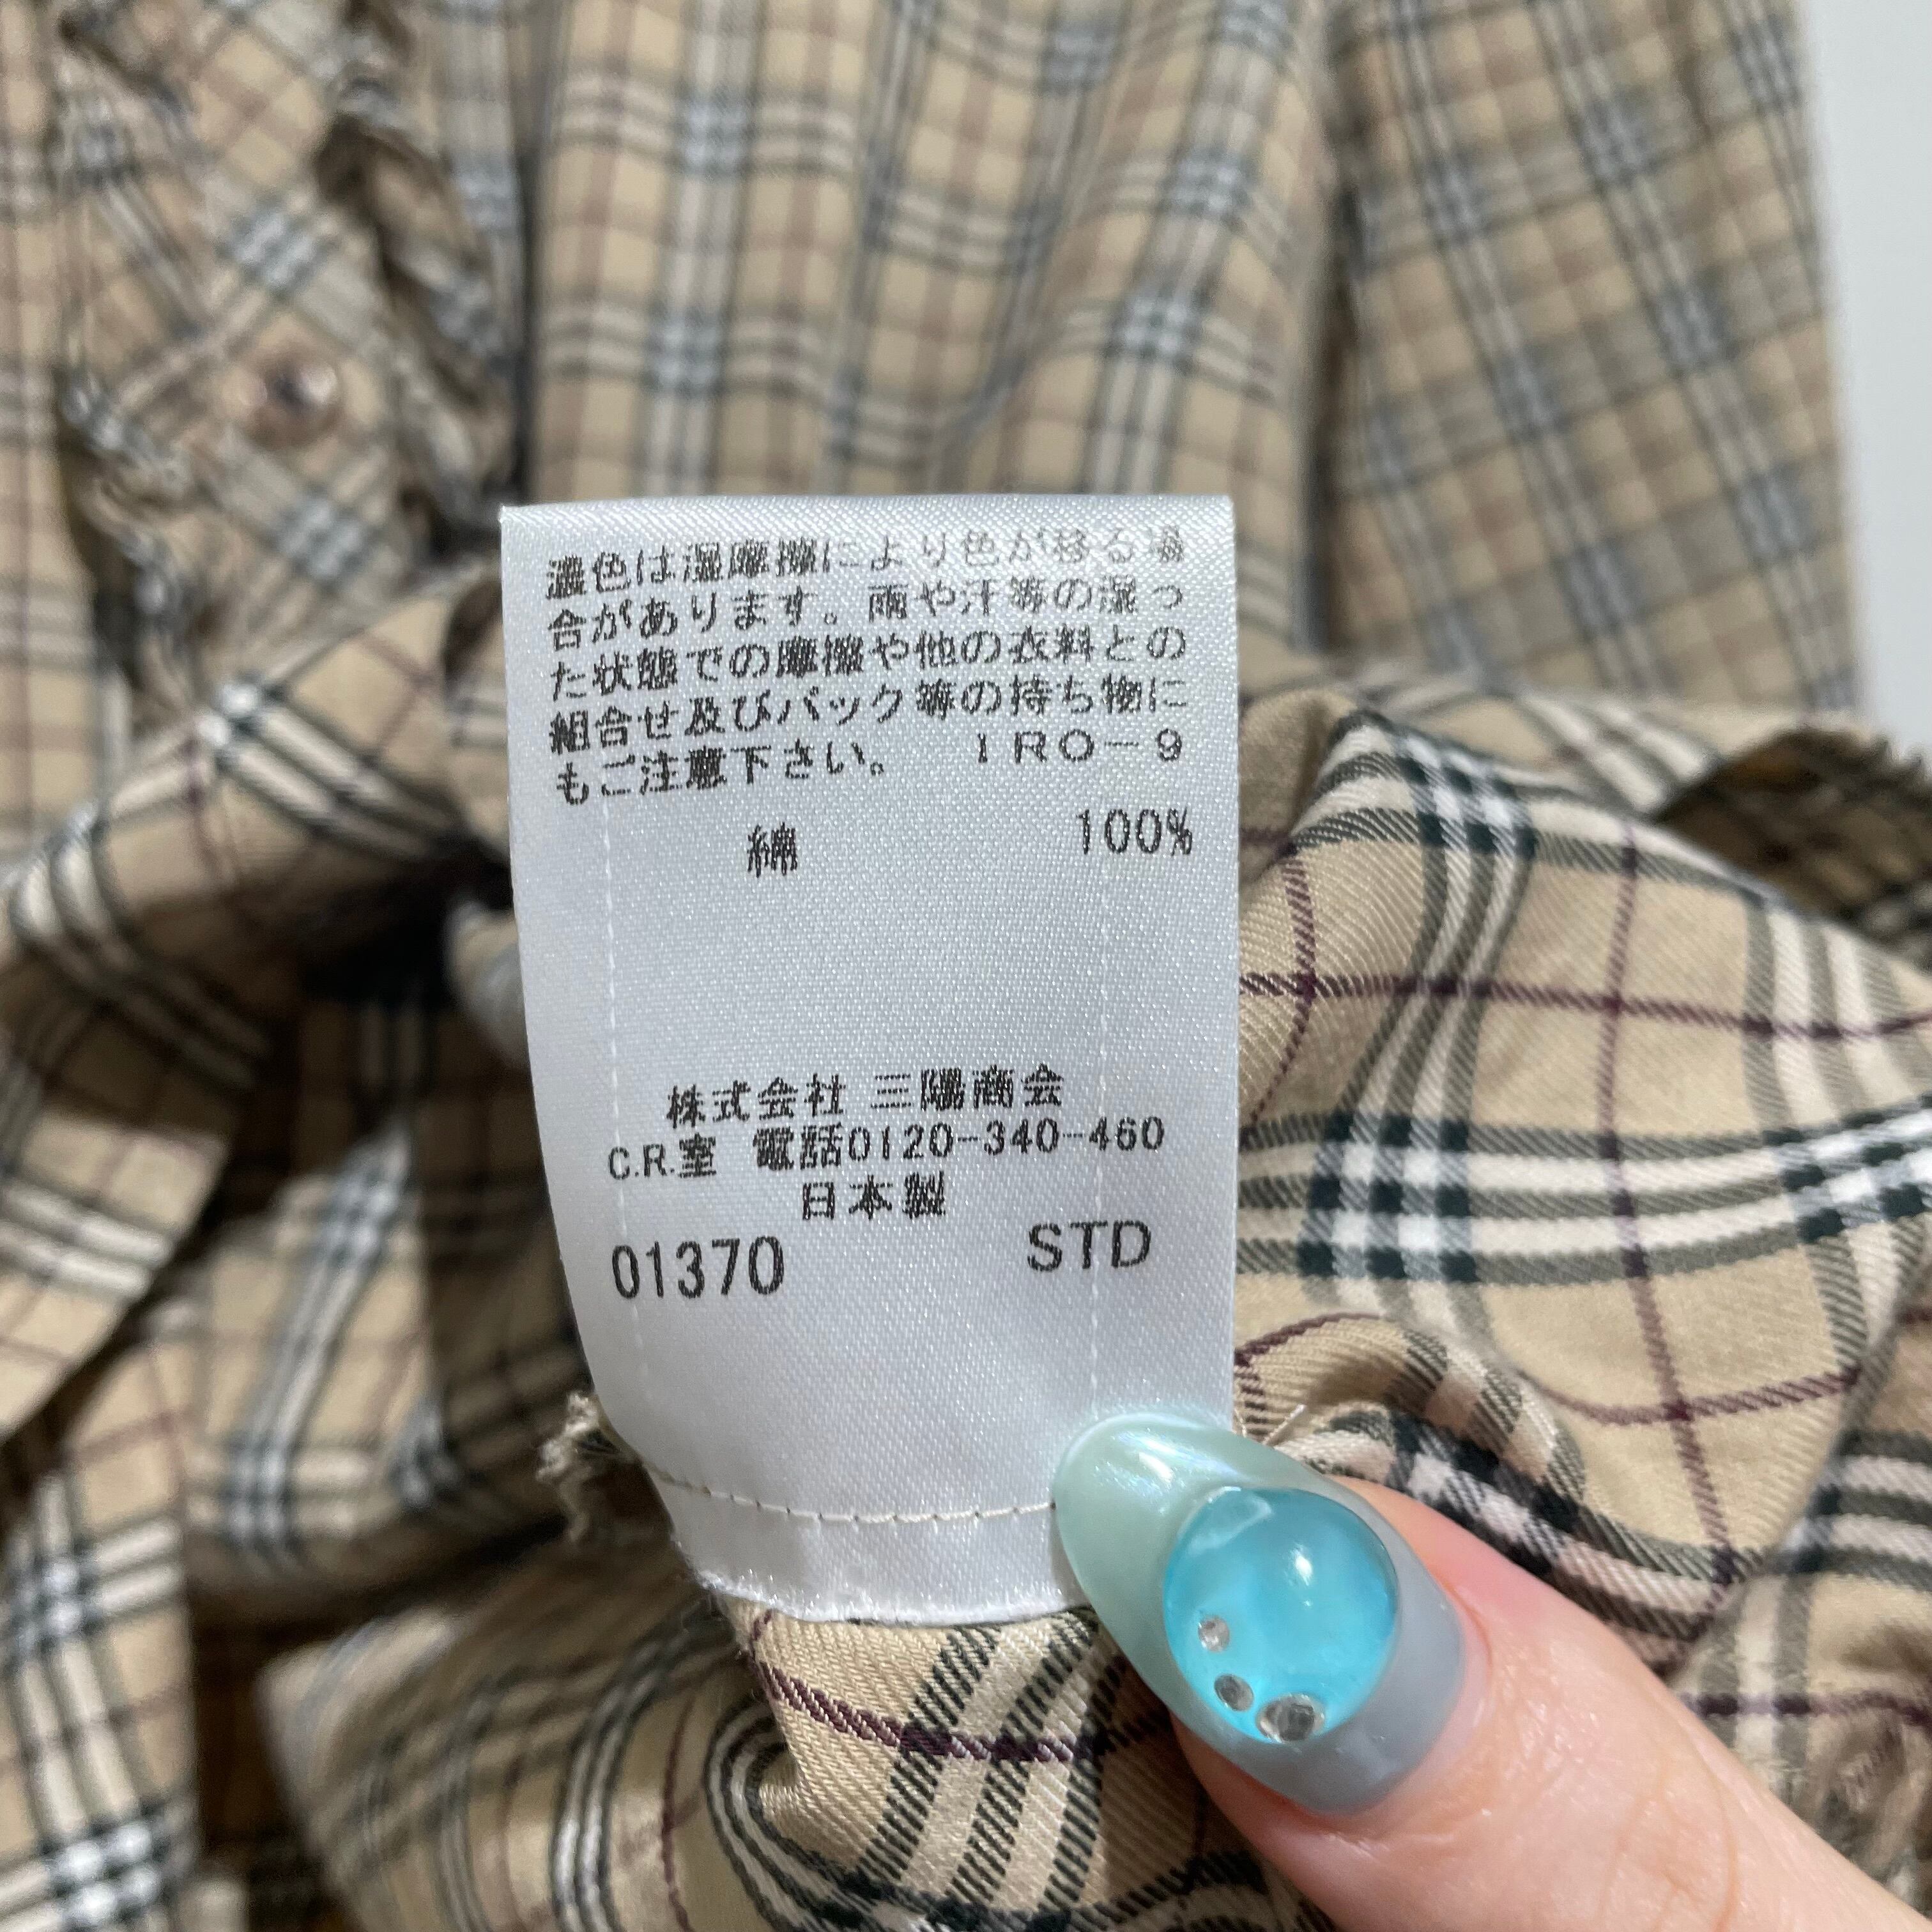 濃色は湿摩擦により色が移る場
合があります。雨や汗等の湿っ
た状態での摩擦や他の衣料との
組合せ及びバック等の持ち物に
もご注意下さい。 IRO-9
綿 100%
株式会社 三陽商会
C.R.室 電話0120-340-460
日本製
01370 STD